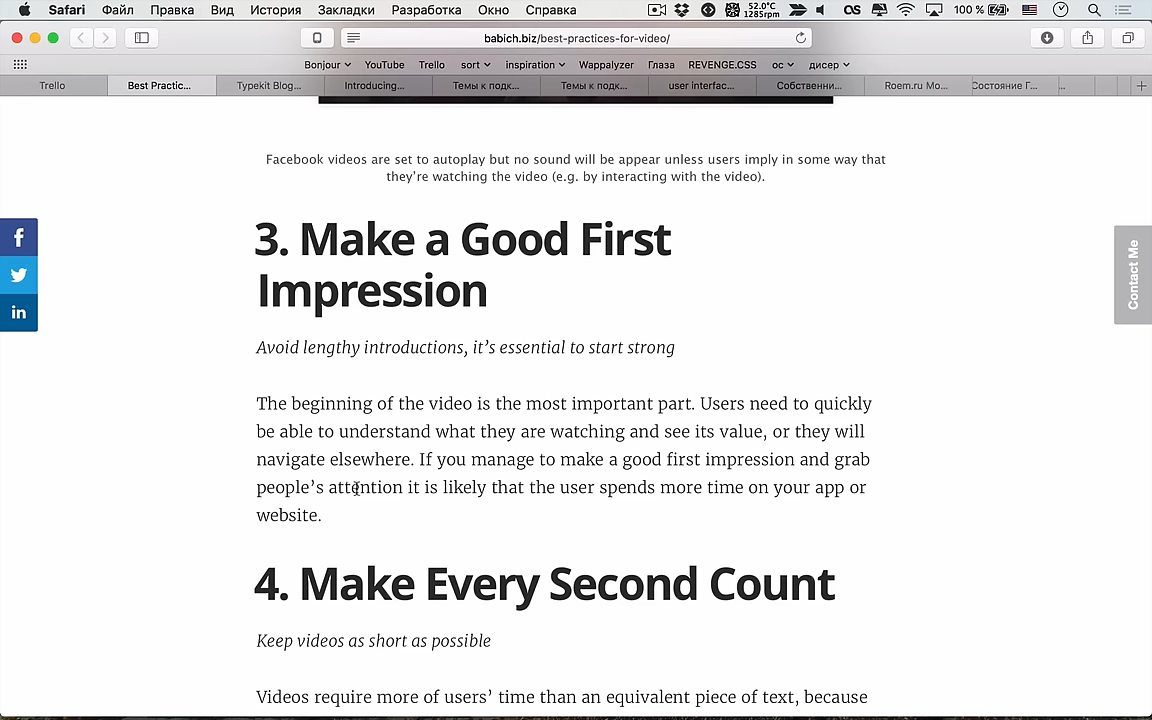 Safari Файл Правка Вид История Закладки Разработка Окно Справка 52.0°C 1285rpm 100 %
babich.biz/best-practices-for-video/
Bonjour YouTube Trello sort inspiration Wappalyzer Глаза REVENGE.CSS ос дисер
Trello Best Practic... Typekit Blog... Introducing... Темы к подк... Темы к подк... user interfac... Собственни... Roem.ru Mo... Состояние Г... ...
Facebook videos are set to autoplay but no sound will be appear unless users imply in some way that
they're watching the video (e.g. by interacting with the video).
3. Make a Good First
Impression
Contact Me
Avoid lengthy introductions, it's essential to start strong
The beginning of the video is the most important part. Users need to quickly
be able to understand what they are watching and see its value, or they will
navigate elsewhere. If you manage to make a good first impression and grab
people's attention it is likely that the user spends more time on your app or
website.
4. Make Every Second Count
Keep videos as short as possible
Videos require more of users' time than an equivalent piece of text, because